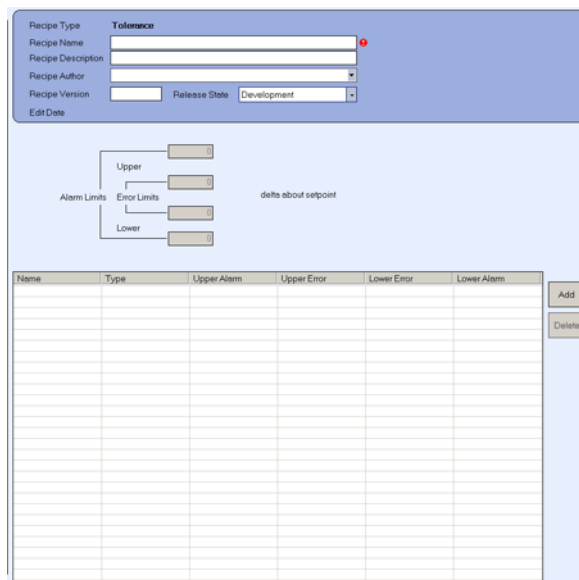 Recipe Type Tolerance
Recipe Name
Recipe Description
Recipe Author
Recipe Version Release State Development
Edit Date
0
Upper
0
Alarm Limits Error Limits delta about setpoint
0
Lower
0
Name Type Upper Alarm Upper Error Lower Error Lower Alarm
Add
Delete